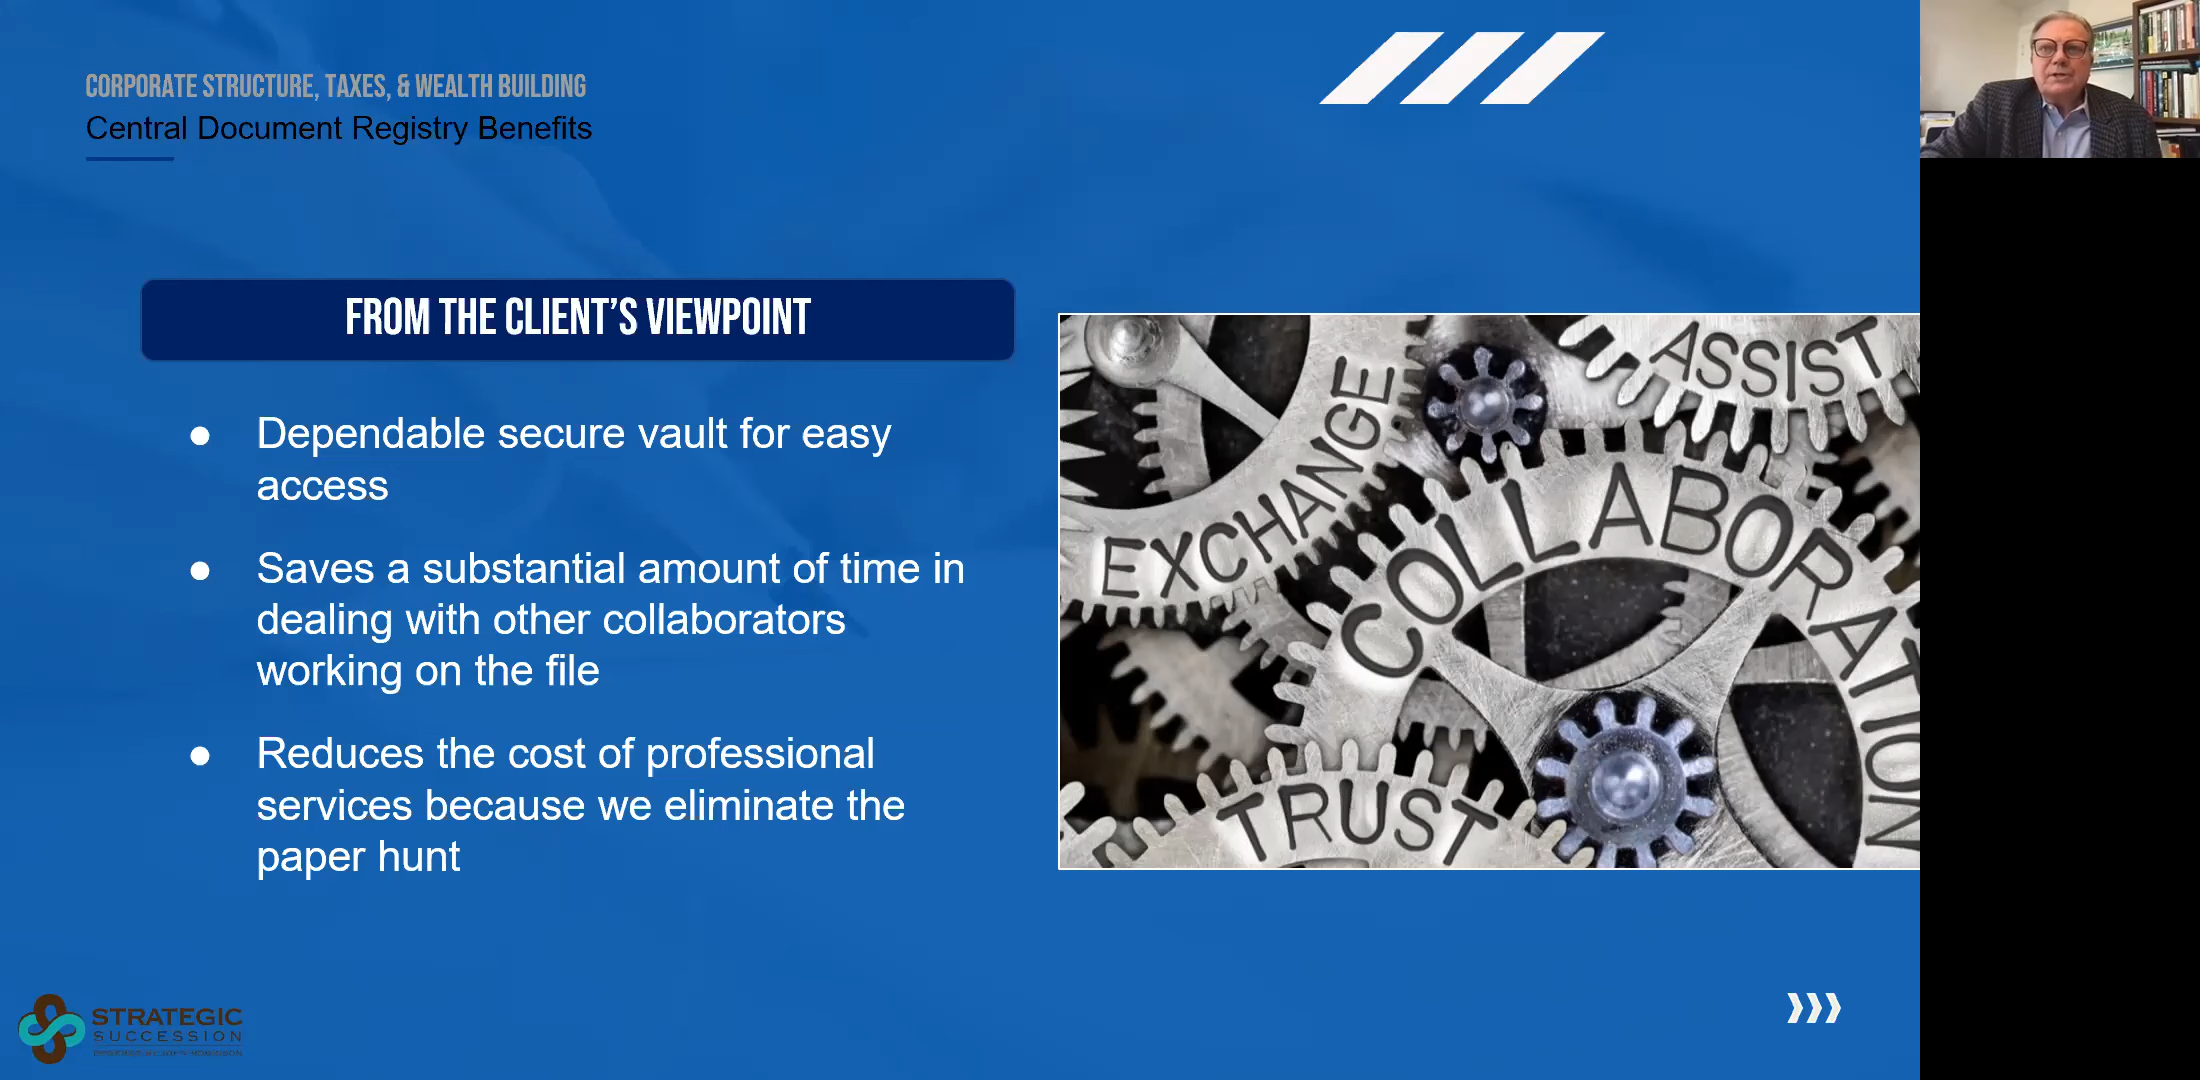 CORPORATE STRUCTURE, TAXES, & WEALTH BUILDING
Central Document Registry Benefits
FROM THE CLIENT'S VIEWPOINT
● Dependable secure vault for easy
access
● Saves a substantial amount of time in
dealing with other collaborators
working on the file
● Reduces the cost of professional
services because we eliminate the
paper hunt
EXCHANGE
ASSIST
COLLABORATION
TRUST
STRATEGIC
SUCCESSION